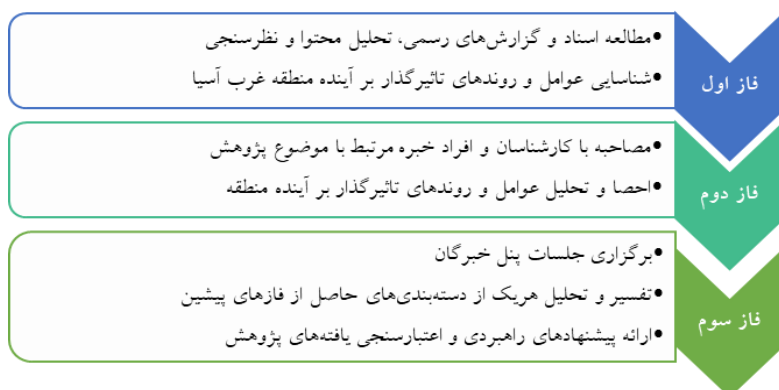 فاز اول
•مطالعه اسناد و گزارش‌های رسمی، تحلیل محتوا و نظرسنجی
•شناسایی عوامل و روندهای تاثیرگذار بر آینده منطقه غرب آسیا
فاز دوم
•مصاحبه با کارشناسان و افراد خبره مرتبط با موضوع پژوهش
•احصا و تحلیل عوامل و روندهای تاثیرگذار بر آینده منطقه
فاز سوم
•برگزاری جلسات پنل خبرگان
•تفسیر و تحلیل هریک از دسته‌بندی‌های حاصل از فازهای پیشین
•ارائه پیشنهادهای راهبردی و اعتبارسنجی یافته‌های پژوهش